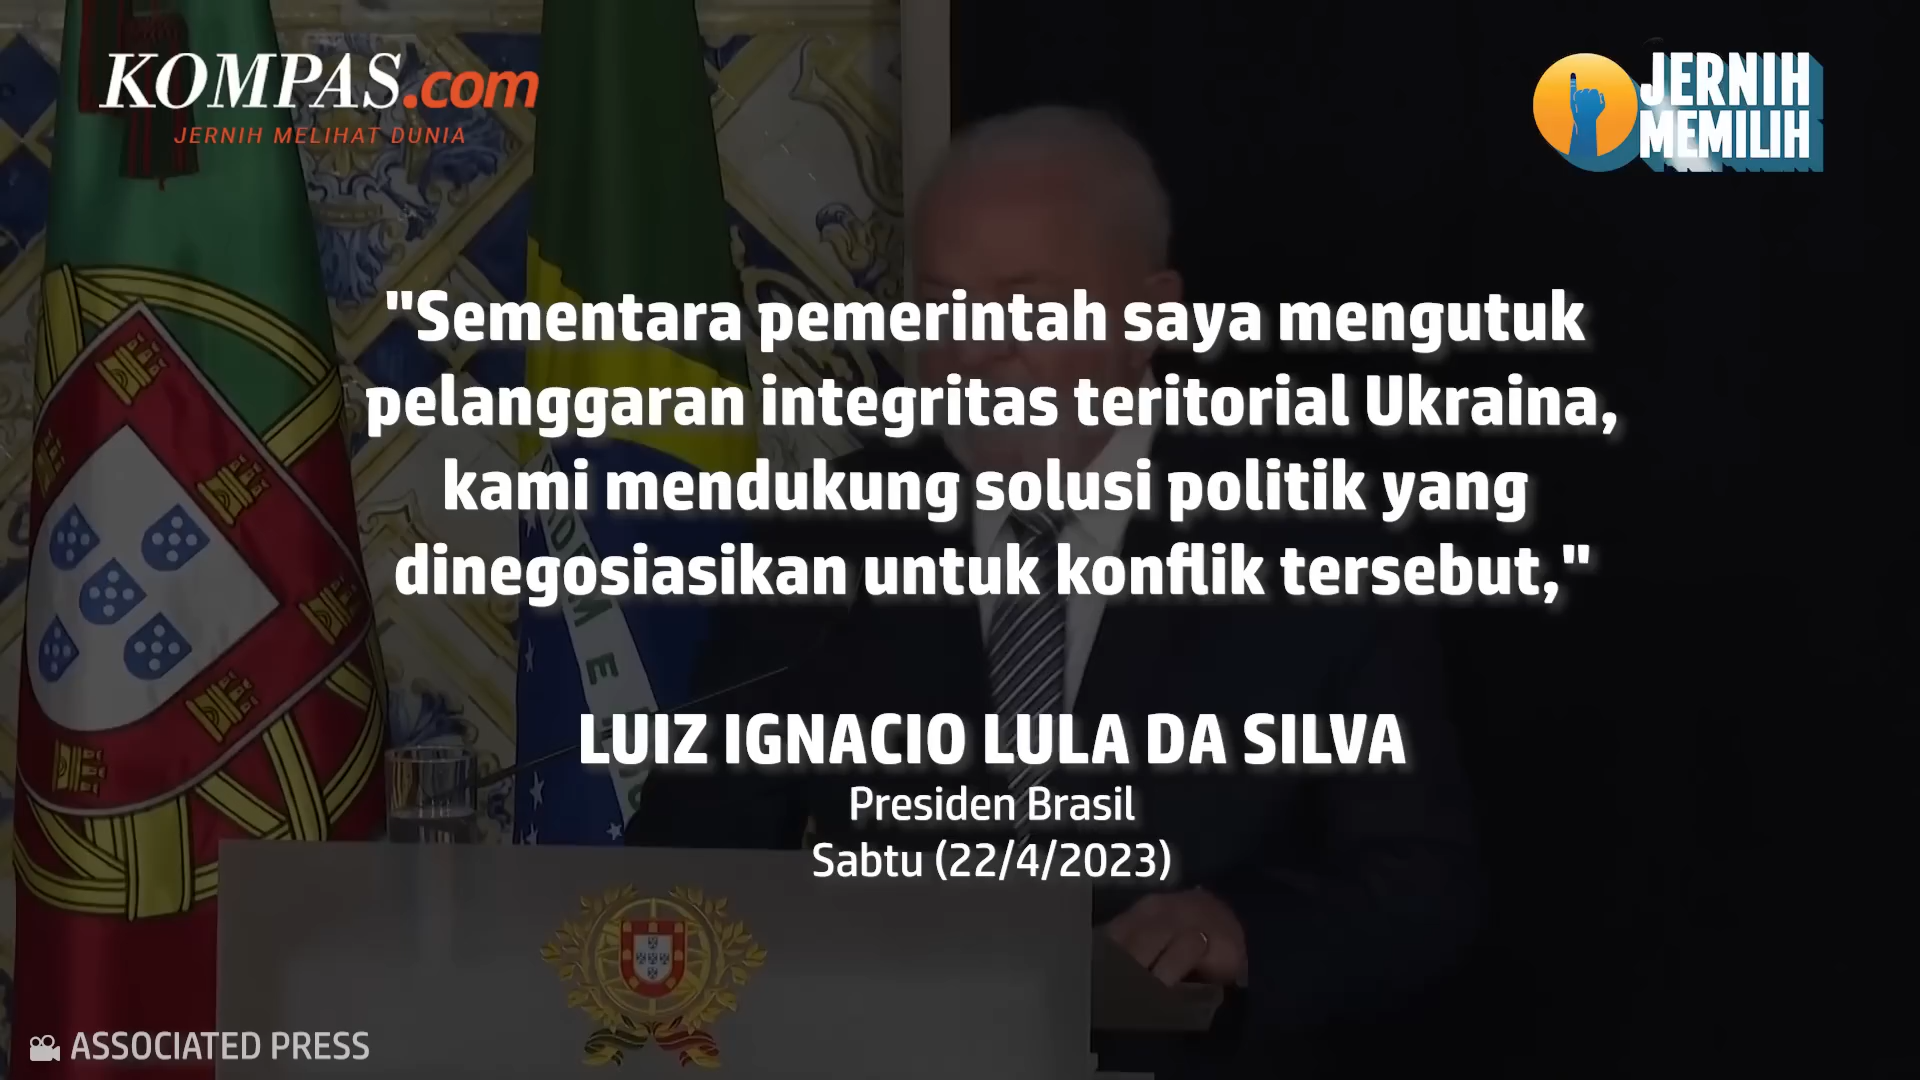 KOMPAS.com
JERNIH MELIHAT DUNIA
JERNIH
MEMILIH
"Sementara pemerintah saya mengutuk
pelanggaran integritas teritorial Ukraina,
kami mendukung solusi politik yang
dinegosiasikan untuk konflik tersebut,"
LUIZ IGNACIO LULA DA SILVA
Presiden Brasil
Sabtu (22/4/2023)
ASSOCIATED PRESS